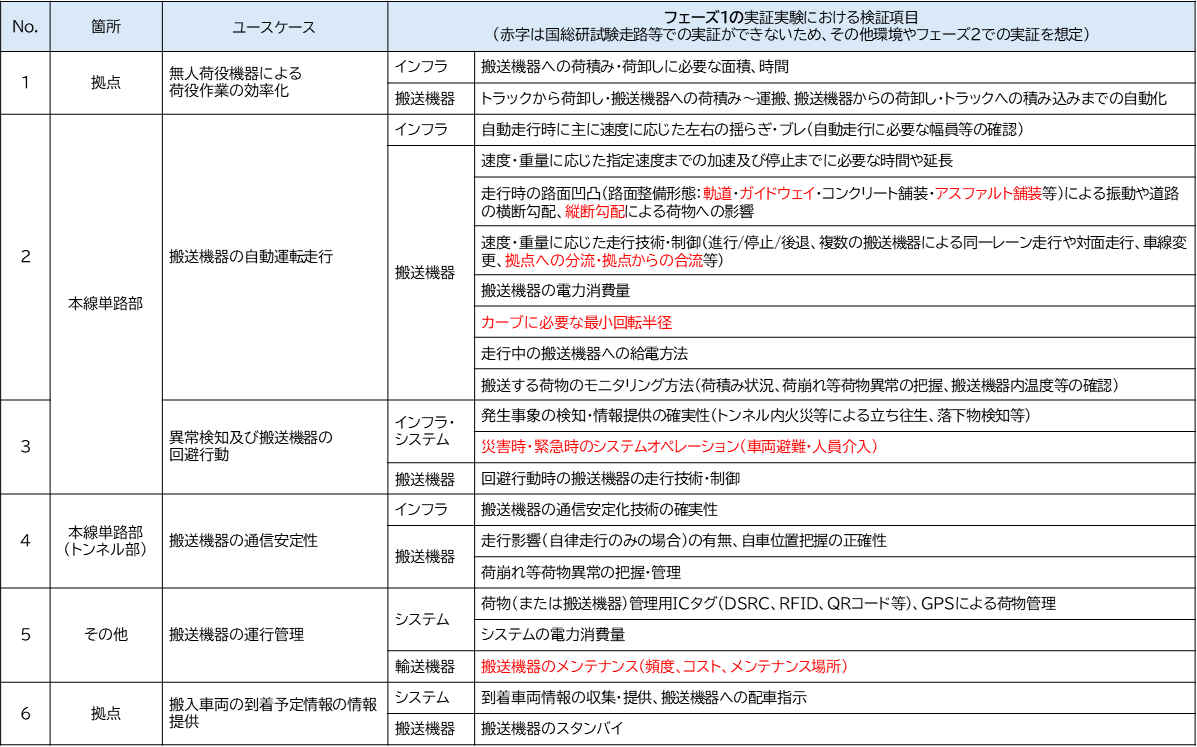 No.
箇所
ユースケース
フェーズ1の実証実験における検証項目
（赤字は国総研試験走路等での実証ができないため、その他環境やフェーズ2での実証を想定）
1
拠点
無人荷役機器による
荷役作業の効率化
インフラ
搬送機器への荷積み・荷卸しに必要な面積、時間
搬送機器
トラックから荷卸し・搬送機器への荷積み～運搬、搬送機器からの荷卸し・トラックへの積み込みまでの自動化
2
本線単路部
搬送機器の自動運転走行
インフラ
自動走行時に主に速度に応じた左右の揺らぎ・ブレ（自動走行に必要な幅員等の確認）
搬送機器
速度・重量に応じた指定速度までの加速及び停止までに必要な時間や延長
走行時の路面凹凸（路面整備形態：軌道・ガイドウェイ・コンクリート舗装・アスファルト舗装等）による振動や道路
の横断勾配、縦断勾配による荷物への影響
速度・重量に応じた走行技術・制御（進行/停止/後退、複数の搬送機器による同一レーン走行や対面走行、車線変
更、拠点への分流・拠点からの合流等）
搬送機器の電力消費量
カーブに必要な最小回転半径
走行中の搬送機器への給電方法
搬送する荷物のモニタリング方法（荷積み状況、荷崩れ等荷物異常の把握、搬送機器内温度等の確認）
3
異常検知及び搬送機器の
回避行動
インフラ・
システム
発生事象の検知・情報提供の確実性（トンネル内火災等による立ち往生、落下物検知等）
災害時・緊急時のシステムオペレーション（車両避難・人員介入）
搬送機器
回避行動時の搬送機器の走行技術・制御
4
本線単路部
（トンネル部）
搬送機器の通信安定性
インフラ
搬送機器の通信安定化技術の確実性
搬送機器
走行影響（自律走行のみの場合）の有無、自車位置把握の正確性
荷崩れ等荷物異常の把握・管理
5
その他
搬送機器の運行管理
システム
荷物（または搬送機器）管理用ICタグ（DSRC、RFID、QRコード等）、GPSによる荷物管理
システムの電力消費量
輸送機器
搬送機器のメンテナンス（頻度、コスト、メンテナンス場所）
6
拠点
搬入車両の到着予定情報の情報
提供
システム
到着車両情報の収集・提供、搬送機器への配車指示
搬送機器
搬送機器のスタンバイ